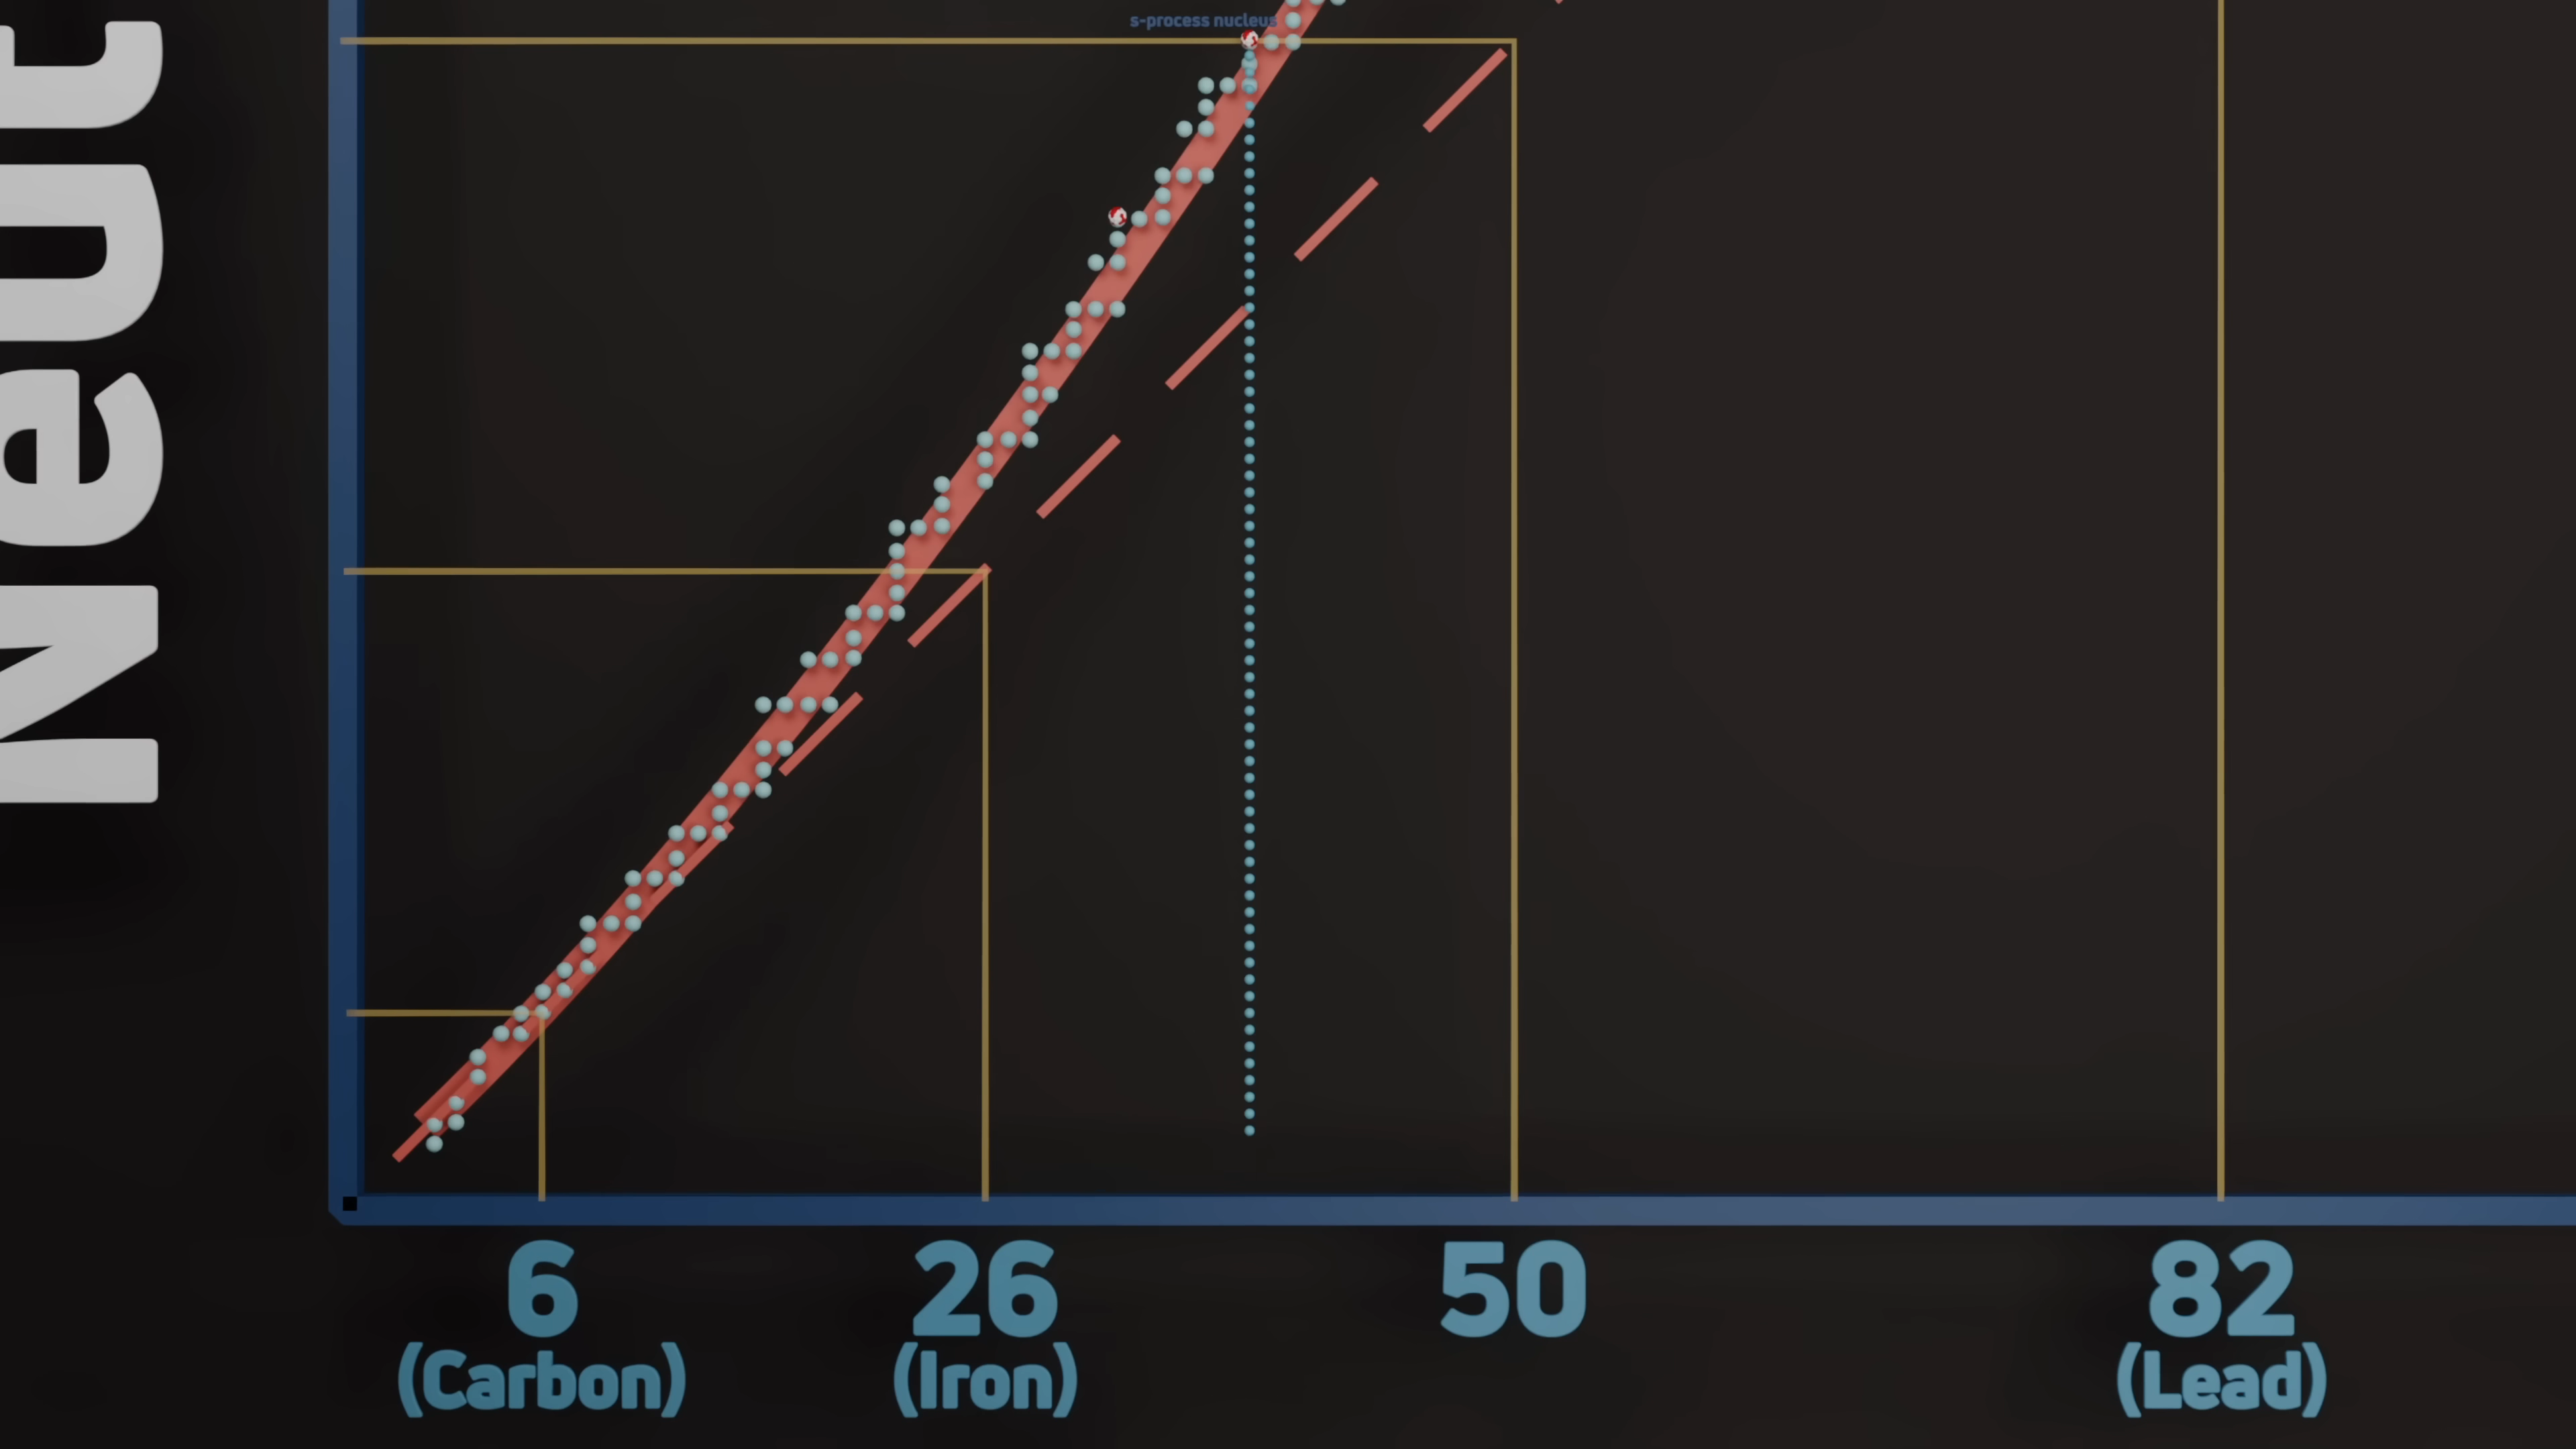 s-process nucleus
Neut
6
(Carbon)
26
(Iron)
50
82
(Lead)